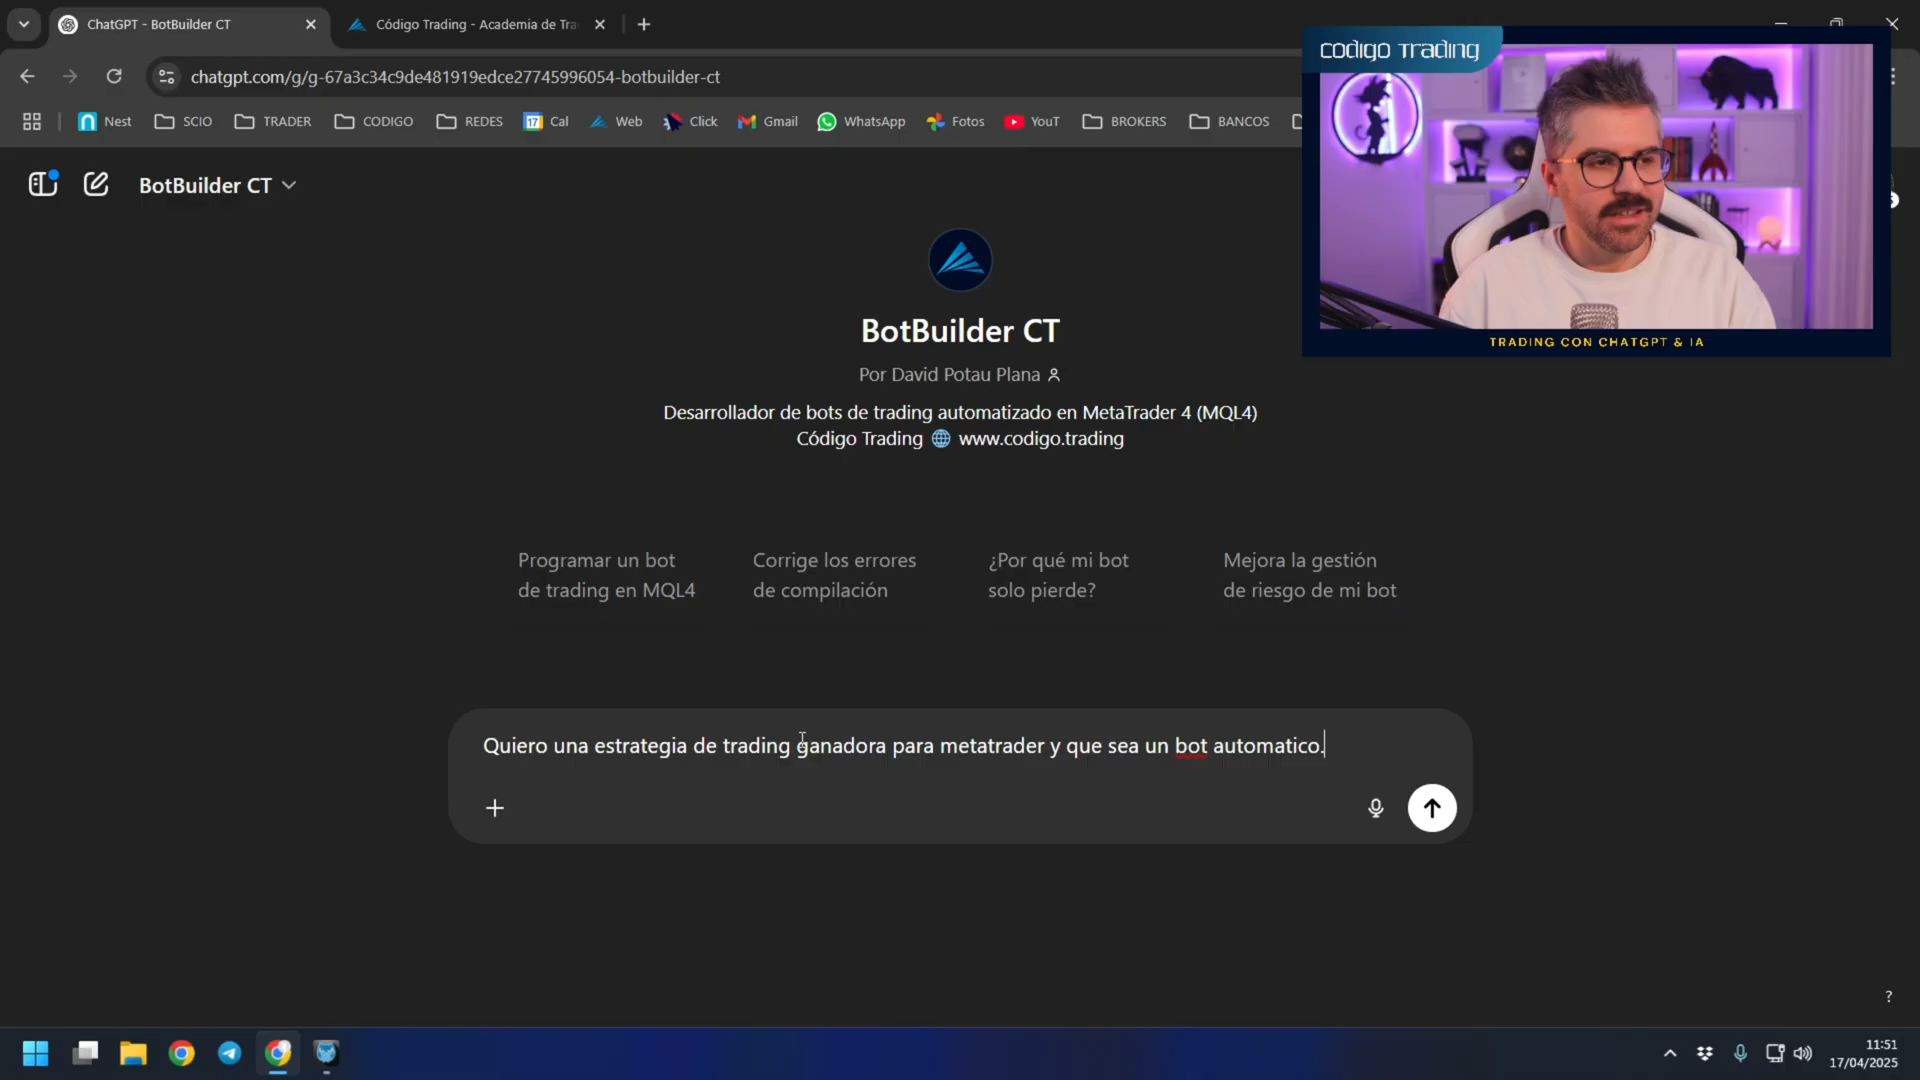 ChatGPT - BotBuilder CT
Código Trading - Academia de Tra
chatgpt.com/g/g-67a3c34c9de481919edce27745996054-botbuilder-ct
Nest SCIO TRADER CODIGO REDES Cal Web Click Gmail WhatsApp Fotos YouT BROKERS BANCOS
17
codigo trading
TRADING CON CHATGPT & IA
BotBuilder CT
BotBuilder CT
Por David Potau Plana
Desarrollador de bots de trading automatizado en MetaTrader 4 (MQL4)
Código Trading 🌐 www.codigo.trading
Programar un bot
de trading en MQL4
Corrige los errores
de compilación
¿Por qué mi bot
solo pierde?
Mejora la gestión
de riesgo de mi bot
Quiero una estrategia de trading ganadora para metatrader y que sea un bot automatico.
?
11:51
17/04/2025